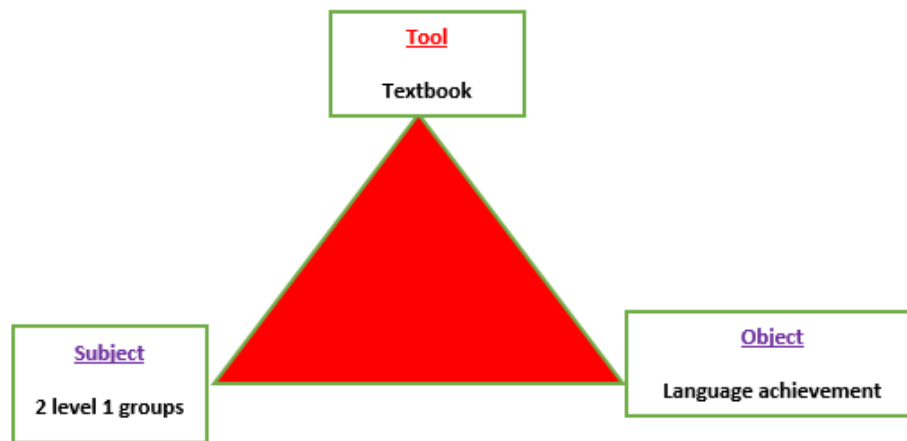 Tool
Textbook
Subject
2 level 1 groups
Object
Language achievement